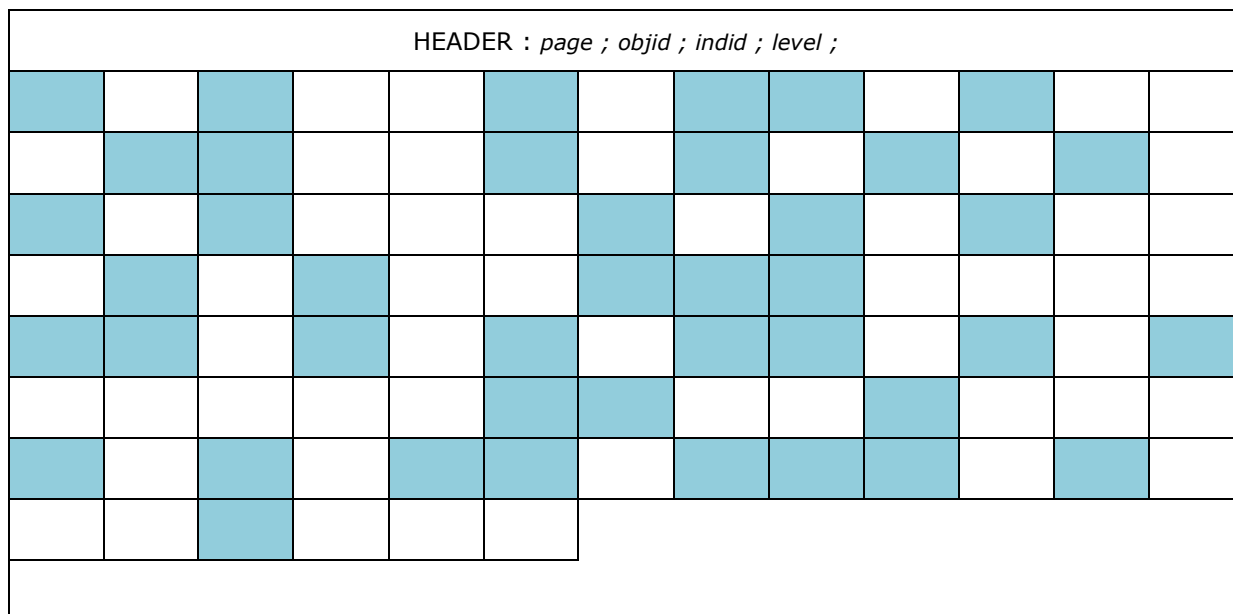 HEADER : page ; objid ; indid ; level ;